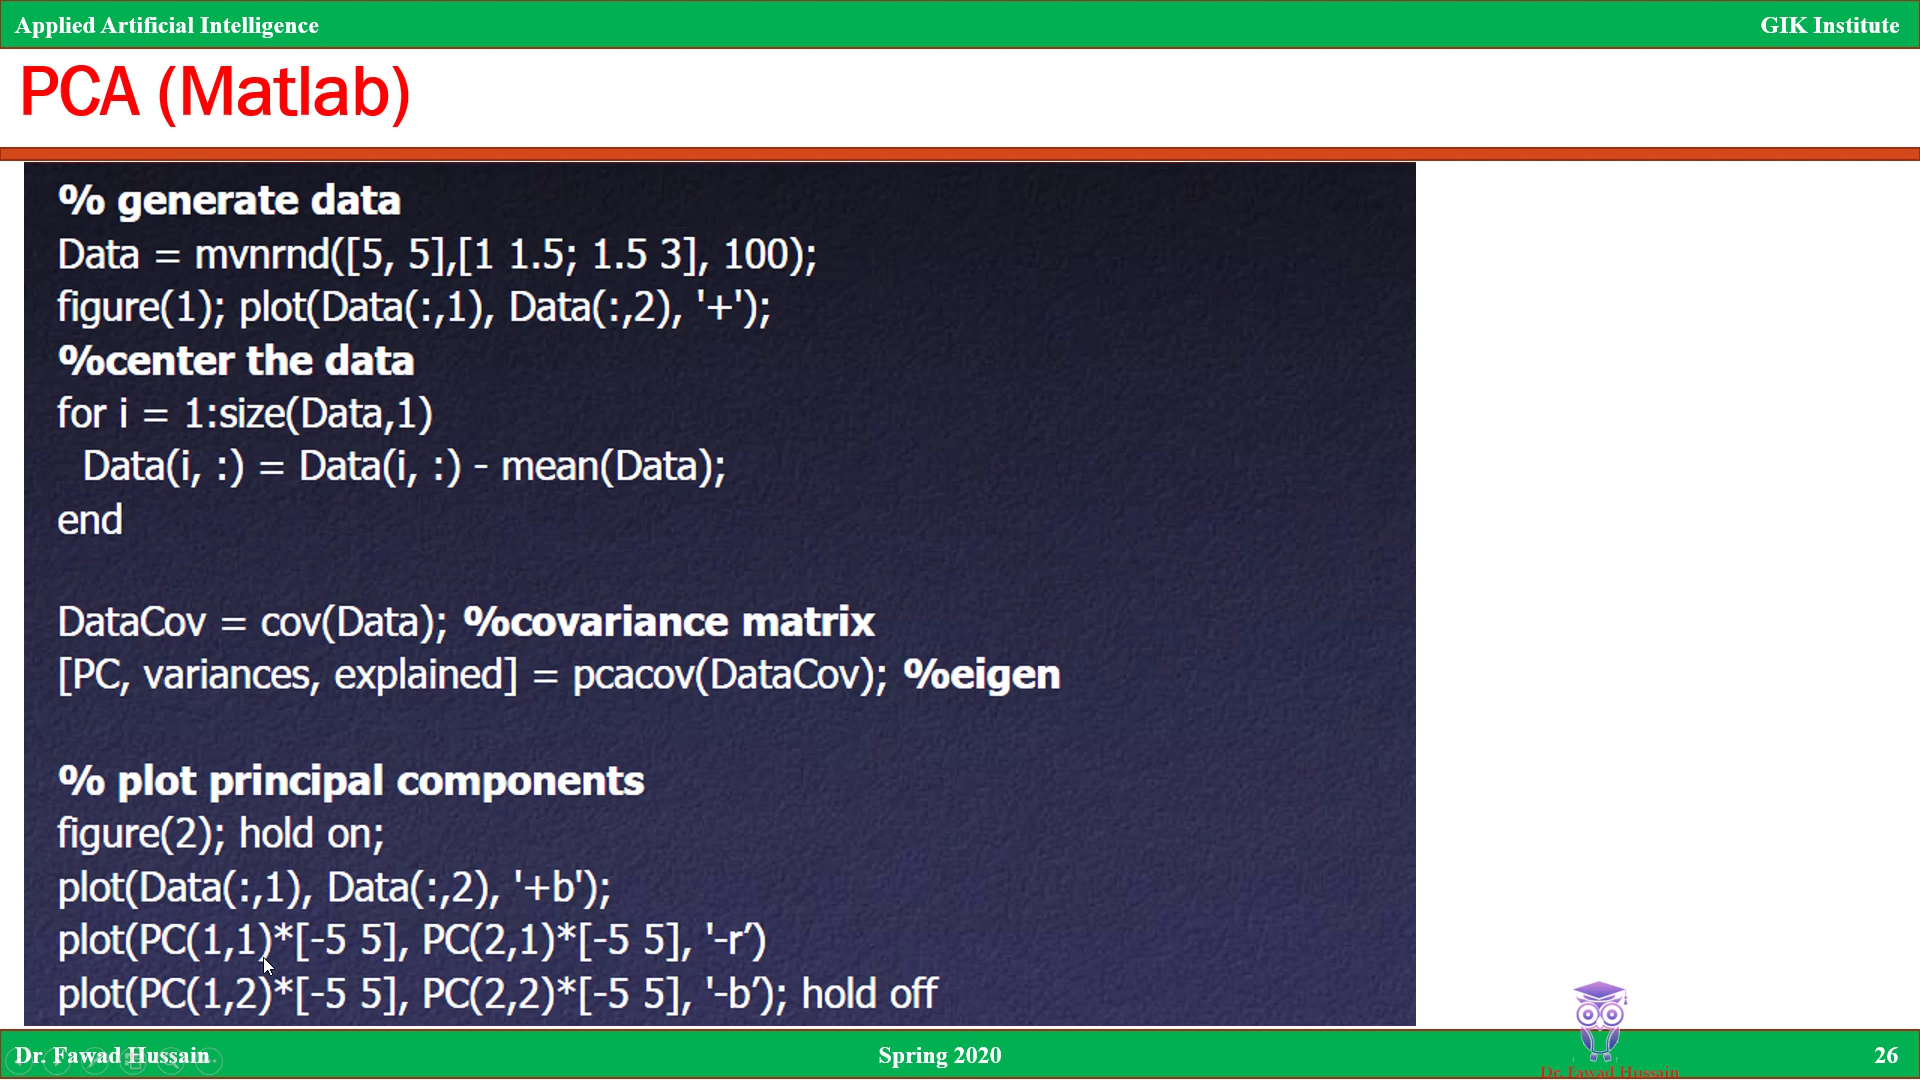 Applied Artificial Intelligence
GIK Institute
PCA (Matlab)
% generate data
Data = mvnrnd([5, 5],[1 1.5; 1.5 3], 100);
figure(1); plot(Data(:,1), Data(:,2), '+');
%center the data
for i = 1:size(Data,1)
Data(i, :) = Data(i, :) - mean(Data);
end
DataCov = cov(Data); %covariance matrix
[PC, variances, explained] = pcacov(DataCov); %eigen
% plot principal components
figure(2); hold on;
plot(Data(:,1), Data(:,2), '+b');
plot(PC(1,1)*[-5 5], PC(2,1)*[-5 5], '-r’)
plot(PC(1,2)*[-5 5], PC(2,2)*[-5 5], '-b’); hold off
Dr. Fawad Hussain
Spring 2020
Dr. Fawad Hussain
26